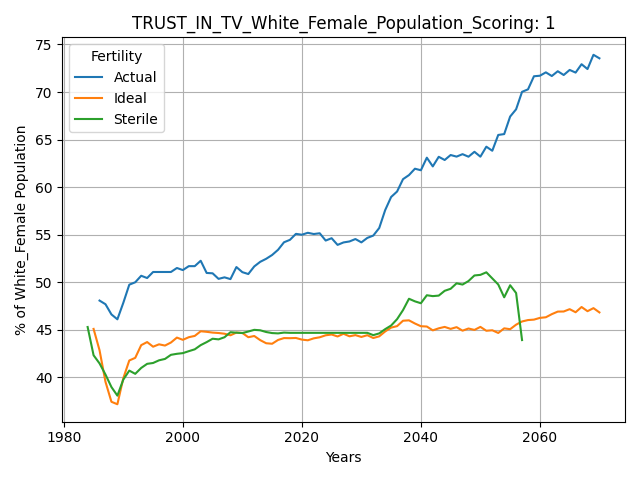 TRUST_IN_TV_White_Female_Population_Scoring: 1
Fertility
Actual
Ideal
Sterile
% of White_Female Population
75
70
65
60
55
50
45
40
1980
2000
2020
2040
2060
Years